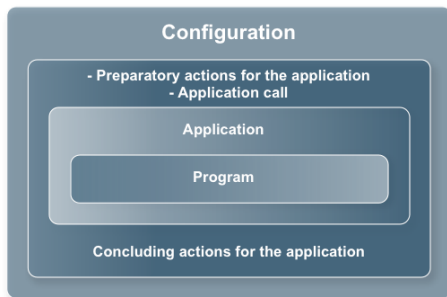 Configuration
- Preparatory actions for the application
- Application call
Application
Program
Concluding actions for the application